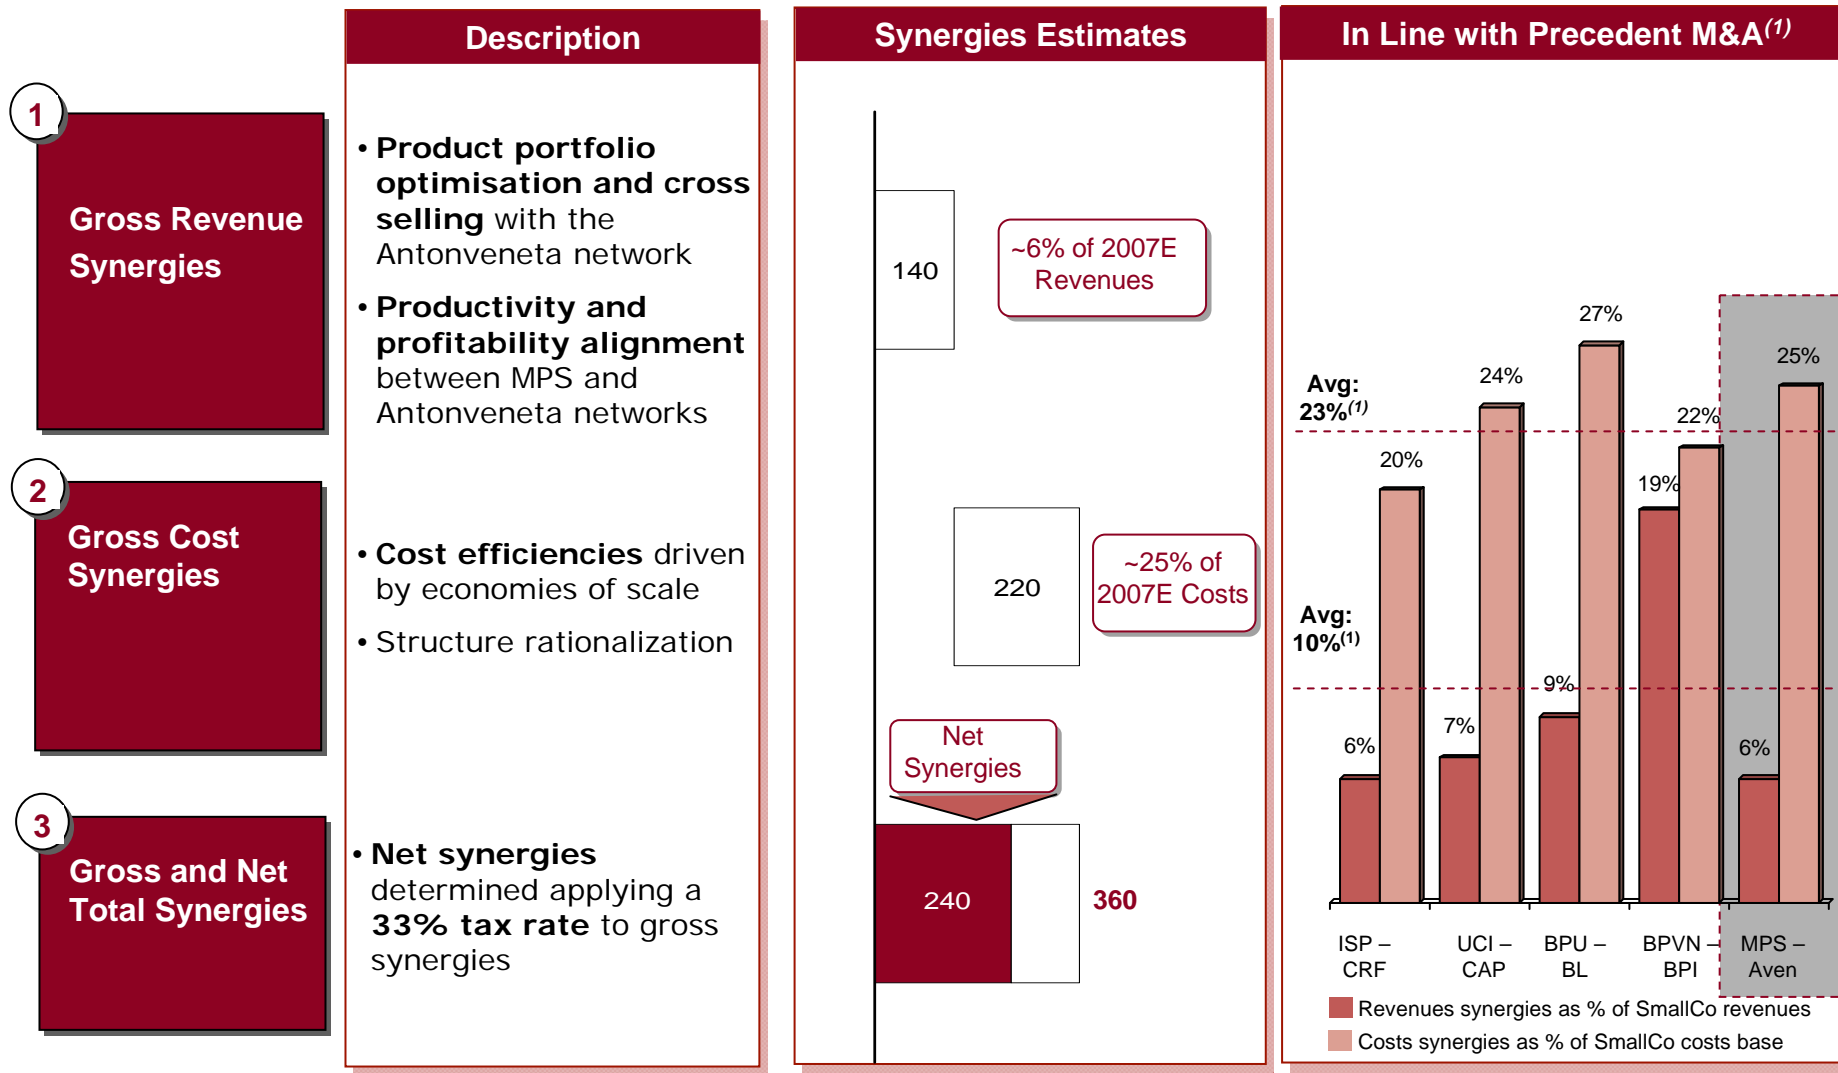 Description
Synergies Estimates
In Line with Precedent M&A(1)
1
Gross Revenue
Synergies
• Product portfolio
optimisation and cross
selling with the
Antonveneta network
• Productivity and
profitability alignment
between MPS and
Antonveneta networks
140
~6% of 2007E
Revenues
2
Gross Cost
Synergies
• Cost efficiencies driven
by economies of scale
• Structure rationalization
220
~25% of
2007E Costs
3
Gross and Net
Total Synergies
• Net synergies
determined applying a
33% tax rate to gross
synergies
Net
Synergies
240
360
Avg:
23%(1)
Avg:
10%(1)
6%
20%
7%
24%
9%
27%
19%
22%
6%
25%
ISP –
CRF
UCI –
CAP
BPU –
BL
BPVN –
BPI
MPS –
Aven
Revenues synergies as % of SmallCo revenues
Costs synergies as % of SmallCo costs base